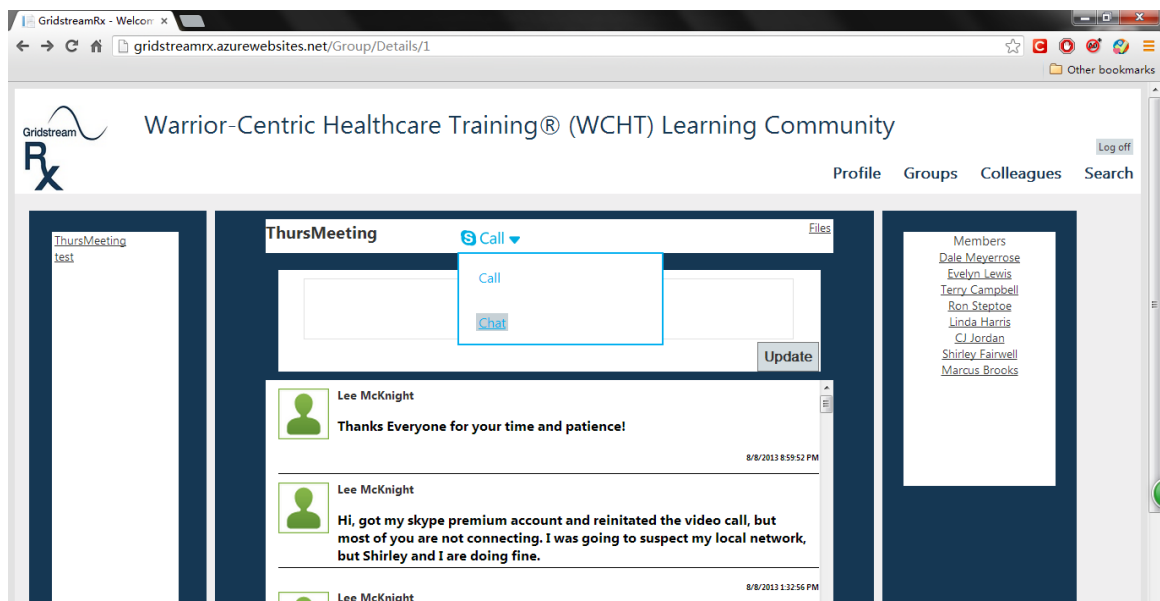 GridstreamRx - Welcom
gridstreamrx.azurewebsites.net/Group/Details/1
Other bookmarks
Gridstream
Rx
Warrior-Centric Healthcare Training® (WCHT) Learning Community
Log off
Profile Groups Colleagues Search
ThursMeeting
test
ThursMeeting
Call
Files
Call
Chat
Update
Lee McKnight
Thanks Everyone for your time and patience!
8/8/2013 8:59:52 PM
Lee McKnight
Hi, got my skype premium account and reinitated the video call, but
most of you are not connecting. I was going to suspect my local network,
but Shirley and I are doing fine.
8/8/2013 1:32:56 PM
Lee McKnight
Members
Dale Meyerrose
Evelyn Lewis
Terry Campbell
Ron Steptoe
Linda Harris
CJ Jordan
Shirley Fairwell
Marcus Brooks